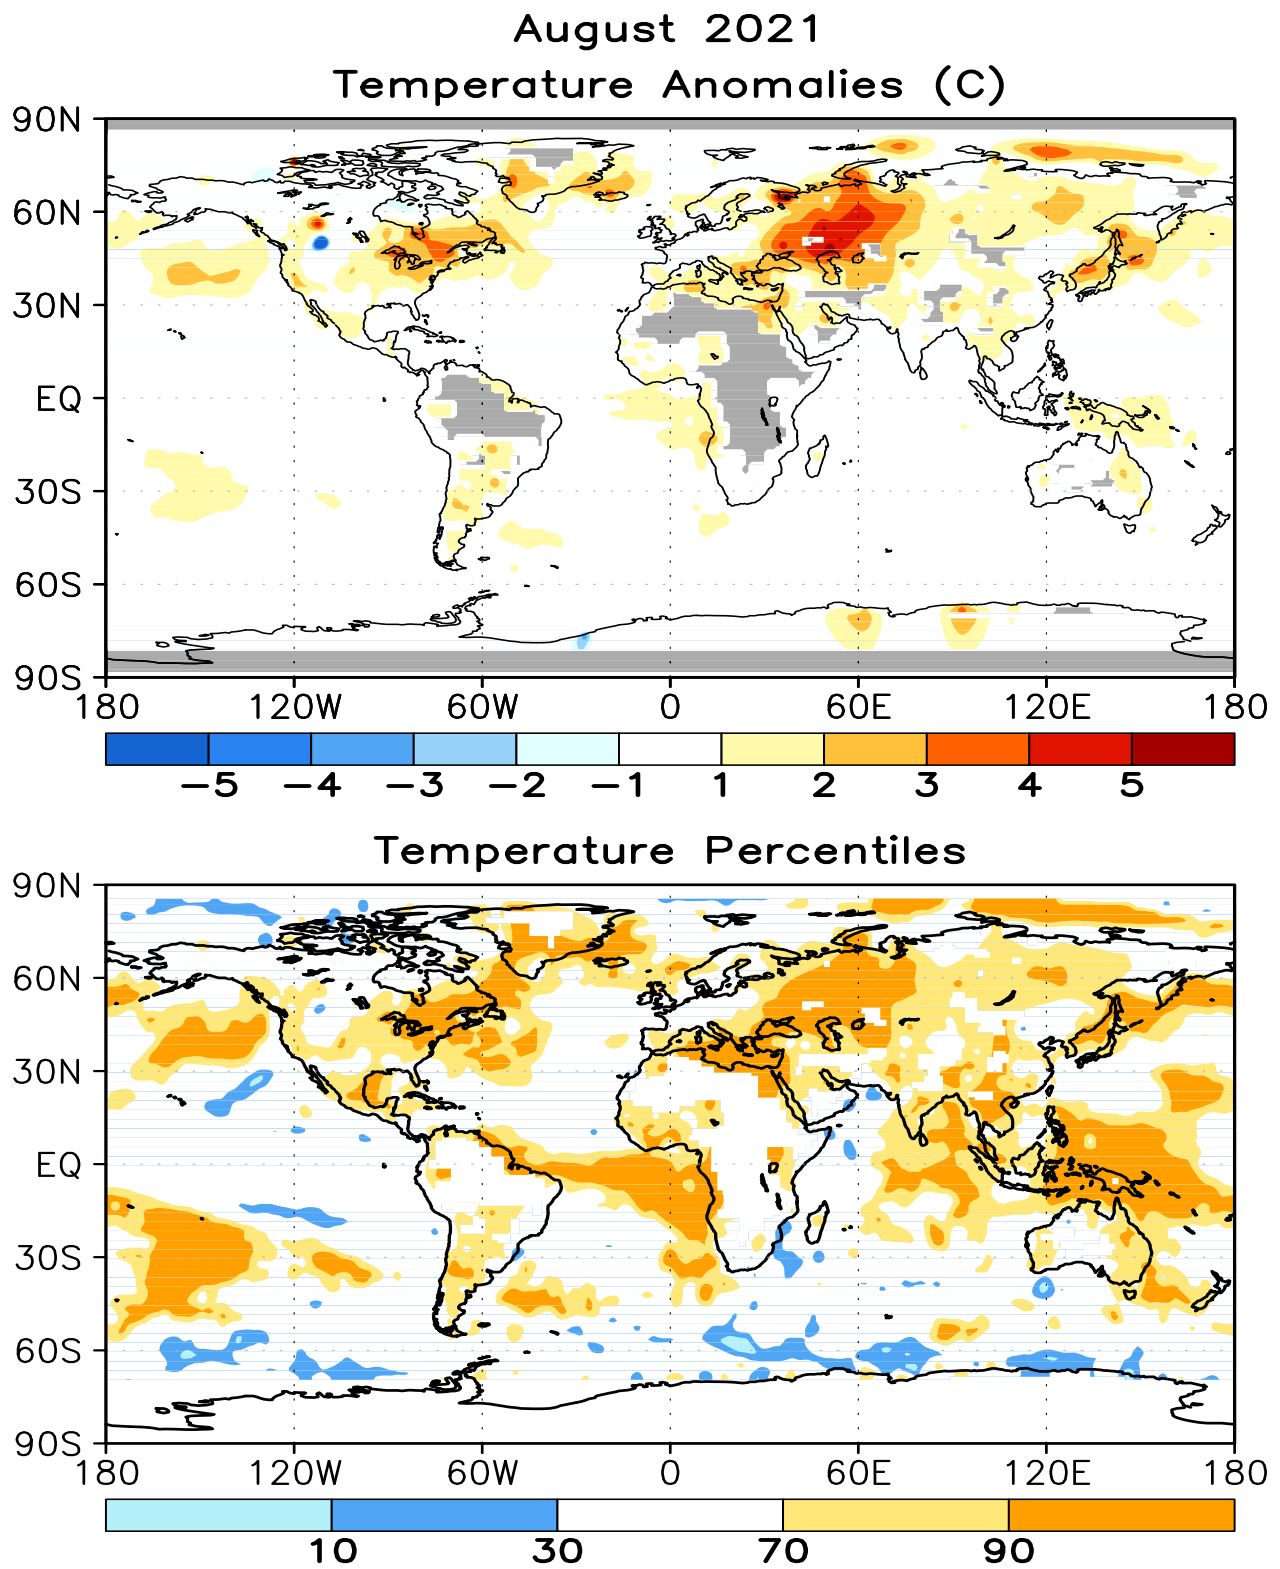 August 2021
Temperature Anomalies (C)
90N
60N
30N
EQ
30S
60S
90S
180 120W 60W 0 60E 120E 180
−5 −4 −3 −2 −1 1 2 3 4 5
Temperature Percentiles
90N
60N
30N
EQ
30S
60S
90S
180 120W 60W 0 60E 120E 180
10 30 70 90